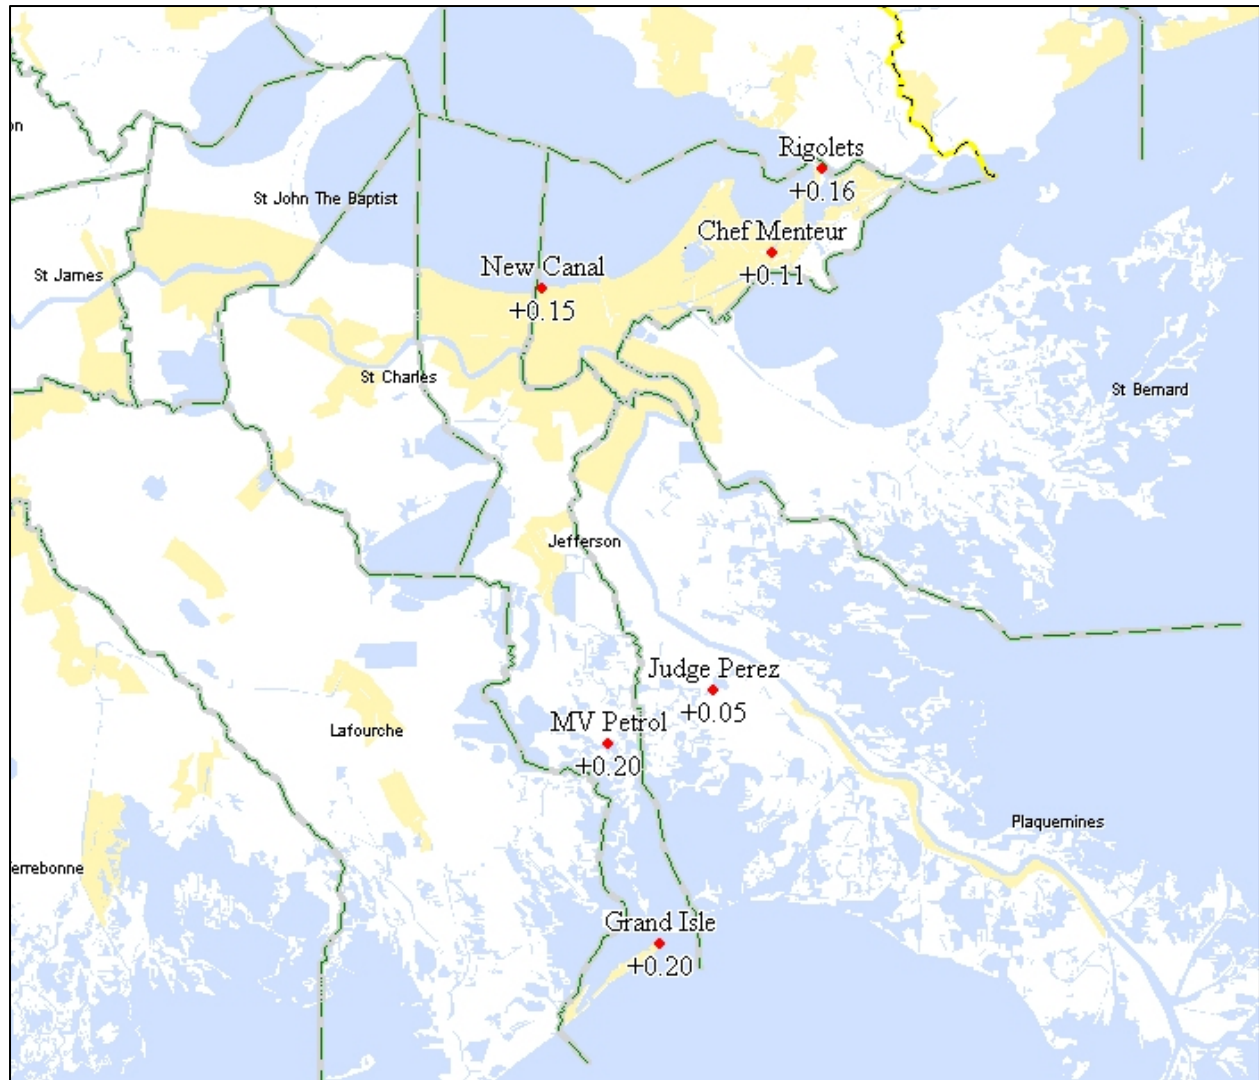 on
Rigolets
+0.16
St John The Baptist
Chef Menteur
+0.11
St James
New Canal
+0.15
St Charles
St Bernard
Jefferson
Judge Perez
+0.05
MV Petrol
+0.20
Lafourche
Plaquemines
errebonne
Grand Isle
+0.20